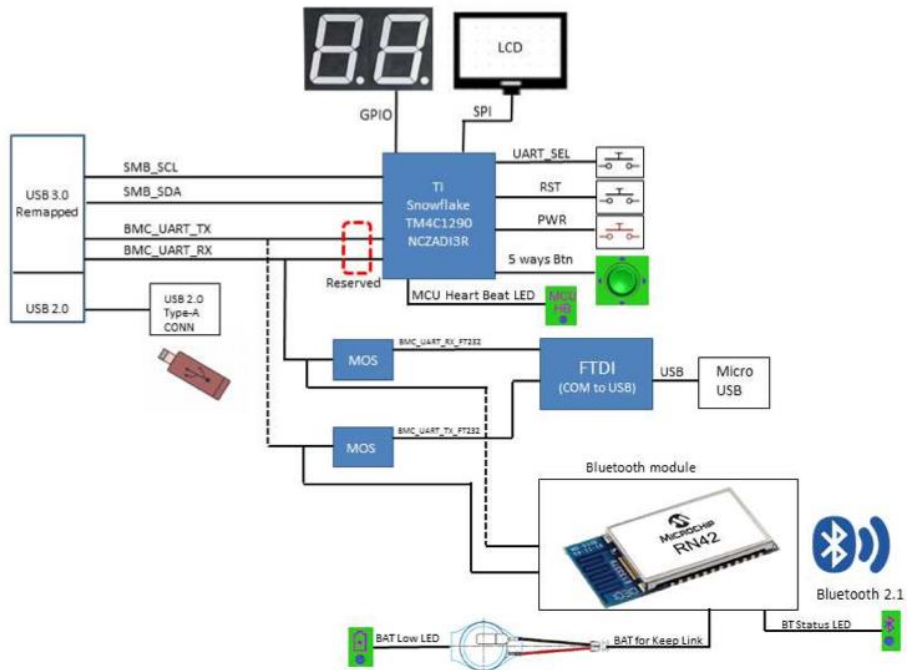 LCD
GPIO
SPI
SMB_SCL
SMB_SDA
BMC_UART_TX
BMC_UART_RX
USB 3.0
Remapped
USB 2.0
USB 2.0
Type-A
CONN
Reserved
Ti
Snowflake
TM4C1290
NCZADI3R
UART_SEL
RST
PWR
5 ways Btn
MCU Heart Beat LED
MCU
HB
MOS
BMC_UART_RX_FT232
FTDI
(COM to USB)
USB
Micro
USB
MOS
BMC_UART_TX_FT232
Bluetooth module
MICROCHIP
RN42
Bluetooth 2.1
BAT Low LED
BAT for Keep Link
BT Status LED